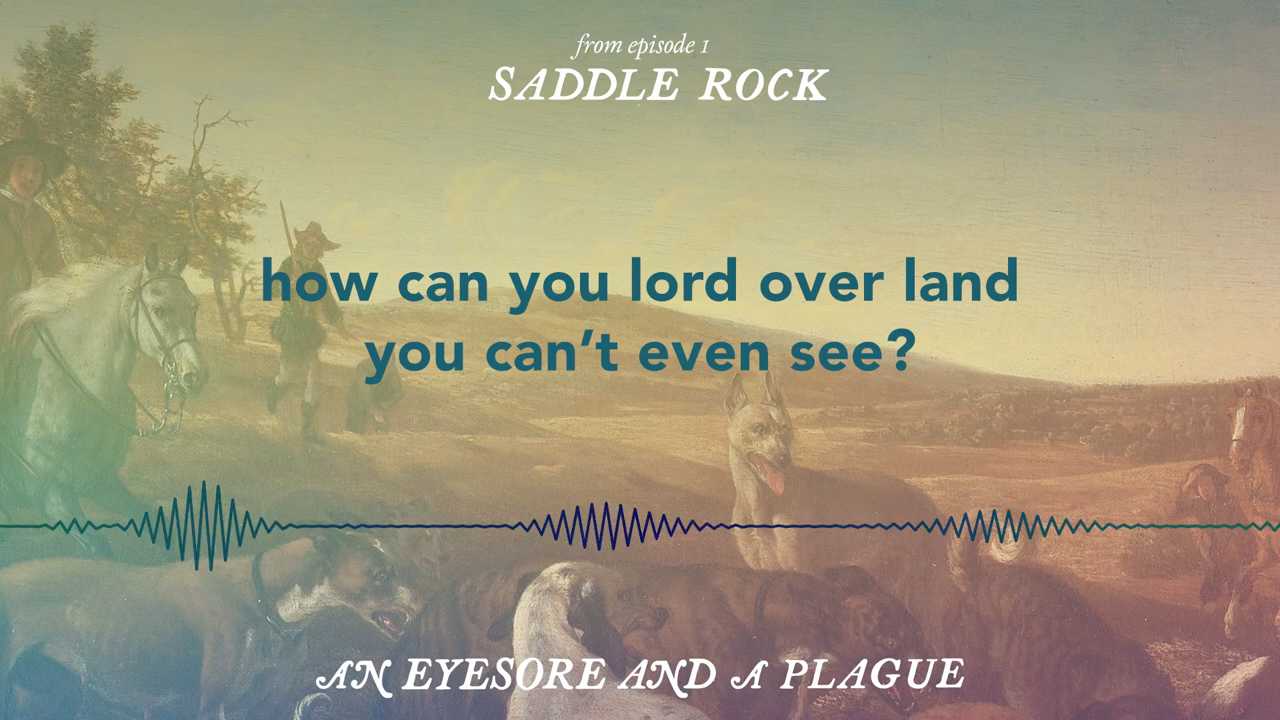 from episode 1
SADDLE ROCK
how can you lord over land
you can’t even see?
AN EYESORE AND A PLAGUE